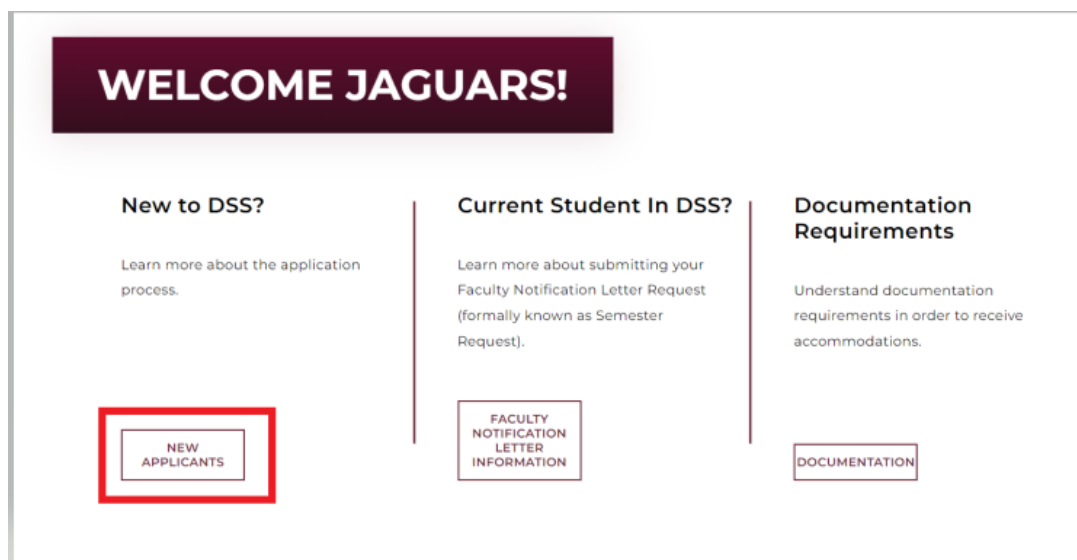 WELCOME JAGUARS!
New to DSS?
Learn more about the application
process.
NEW
APPLICANTS
Current Student In DSS?
Learn more about submitting your
Faculty Notification Letter Request
(formally known as Semester
Request).
FACULTY
NOTIFICATION
LETTER
INFORMATION
Documentation
Requirements
Understand documentation
requirements in order to receive
accommodations.
DOCUMENTATION